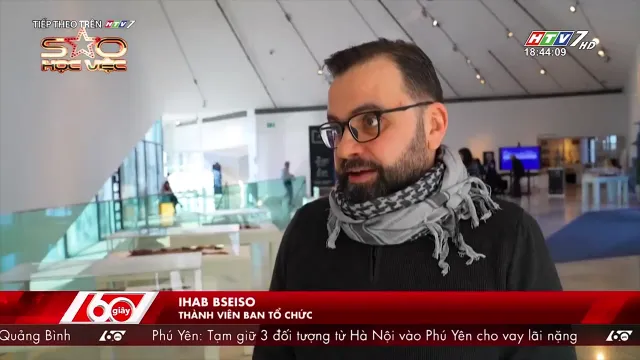 TIẾP THEO TRÊN HTV7
SAO
HỌC VIỆC
HTV7 HD
18:44:09
IHAB BSEISO
THÀNH VIÊN BAN TỔ CHỨC
60 giây
Quảng Bình 60 Phú Yên: Tạm giữ 3 đối tượng từ Hà Nội vào Phú Yên cho vay lãi nặng 60